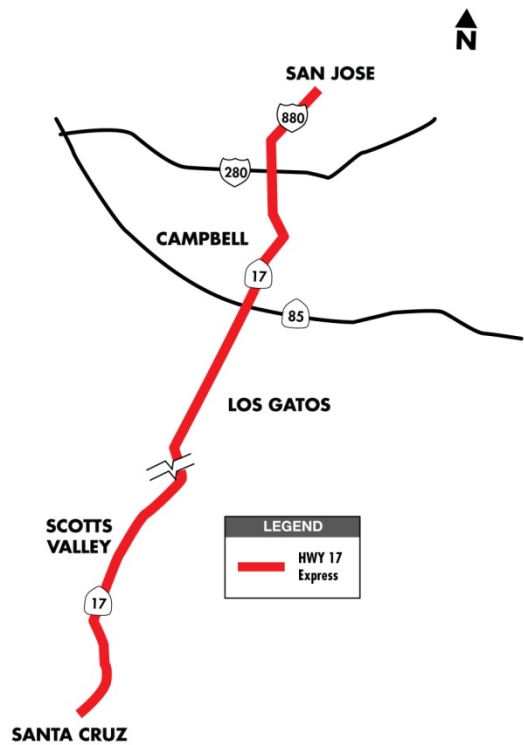 N
SAN JOSE
880
280
CAMPBELL
17
85
LOS GATOS
SCOTTS
VALLEY
LEGEND
HWY 17
Express
17
SANTA CRUZ